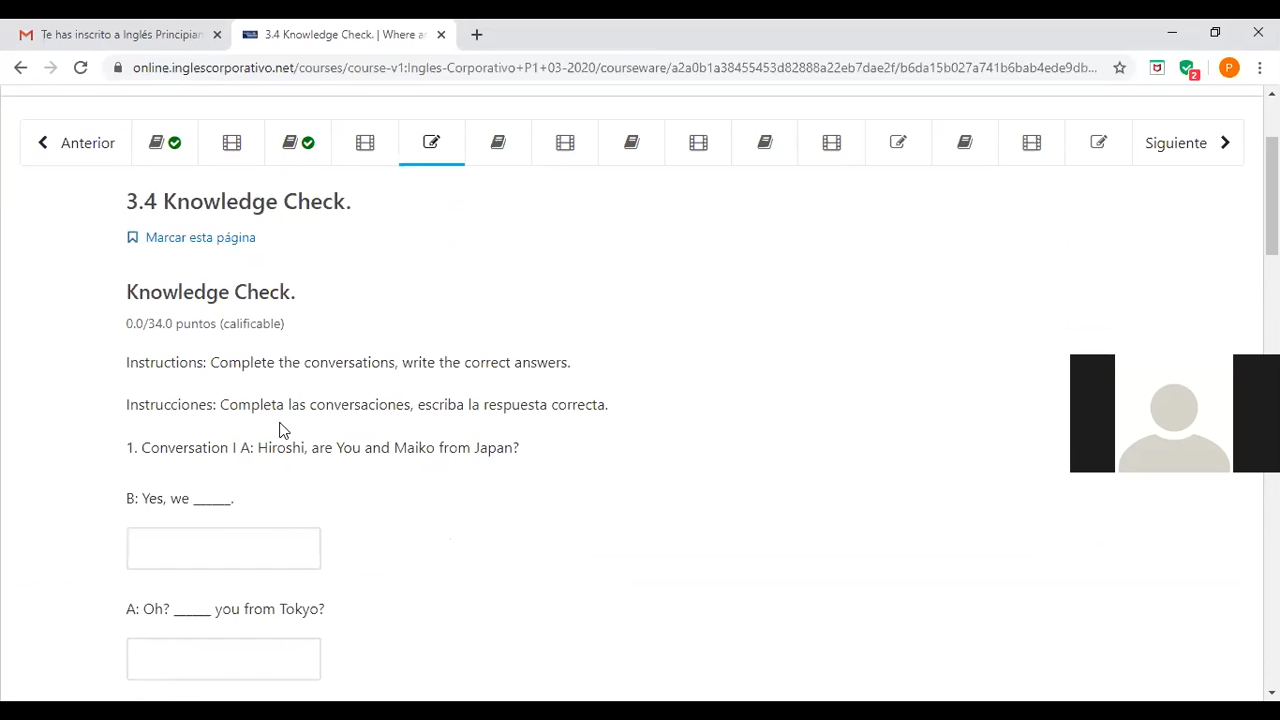 Te has inscrito a Inglés Principian
3.4 Knowledge Check. | Where a
online.inglescorporativo.net/courses/course-v1:Ingles-Corporativo+P1+03-2020/courseware/a2a0b1a38455453d82888a22eb7dae2f/b6da15b027a741b6bab4ede9db...
2
P
Anterior
Siguiente
3.4 Knowledge Check.
Marcar esta página
Knowledge Check.
0.0/34.0 puntos (calificable)
Instructions: Complete the conversations, write the correct answers.
Instrucciones: Completa las conversaciones, escriba la respuesta correcta.
1. Conversation I A: Hiroshi, are You and Maiko from Japan?
B: Yes, we ______.
A: Oh? ______ you from Tokyo?